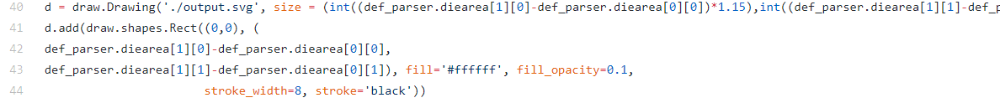 40 d = draw.Drawing('./output.svg', size = (int((def_parser.diearea[1][0]-def_parser.diearea[0][0])*1.15),int((def_parser.diearea[1][1]-def_
41 d.add(draw.shapes.Rect((0,0), (
42 def_parser.diearea[1][0]-def_parser.diearea[0][0],
43 def_parser.diearea[1][1]-def_parser.diearea[0][1]), fill='#ffffff', fill_opacity=0.1,
44 stroke_width=8, stroke='black'))